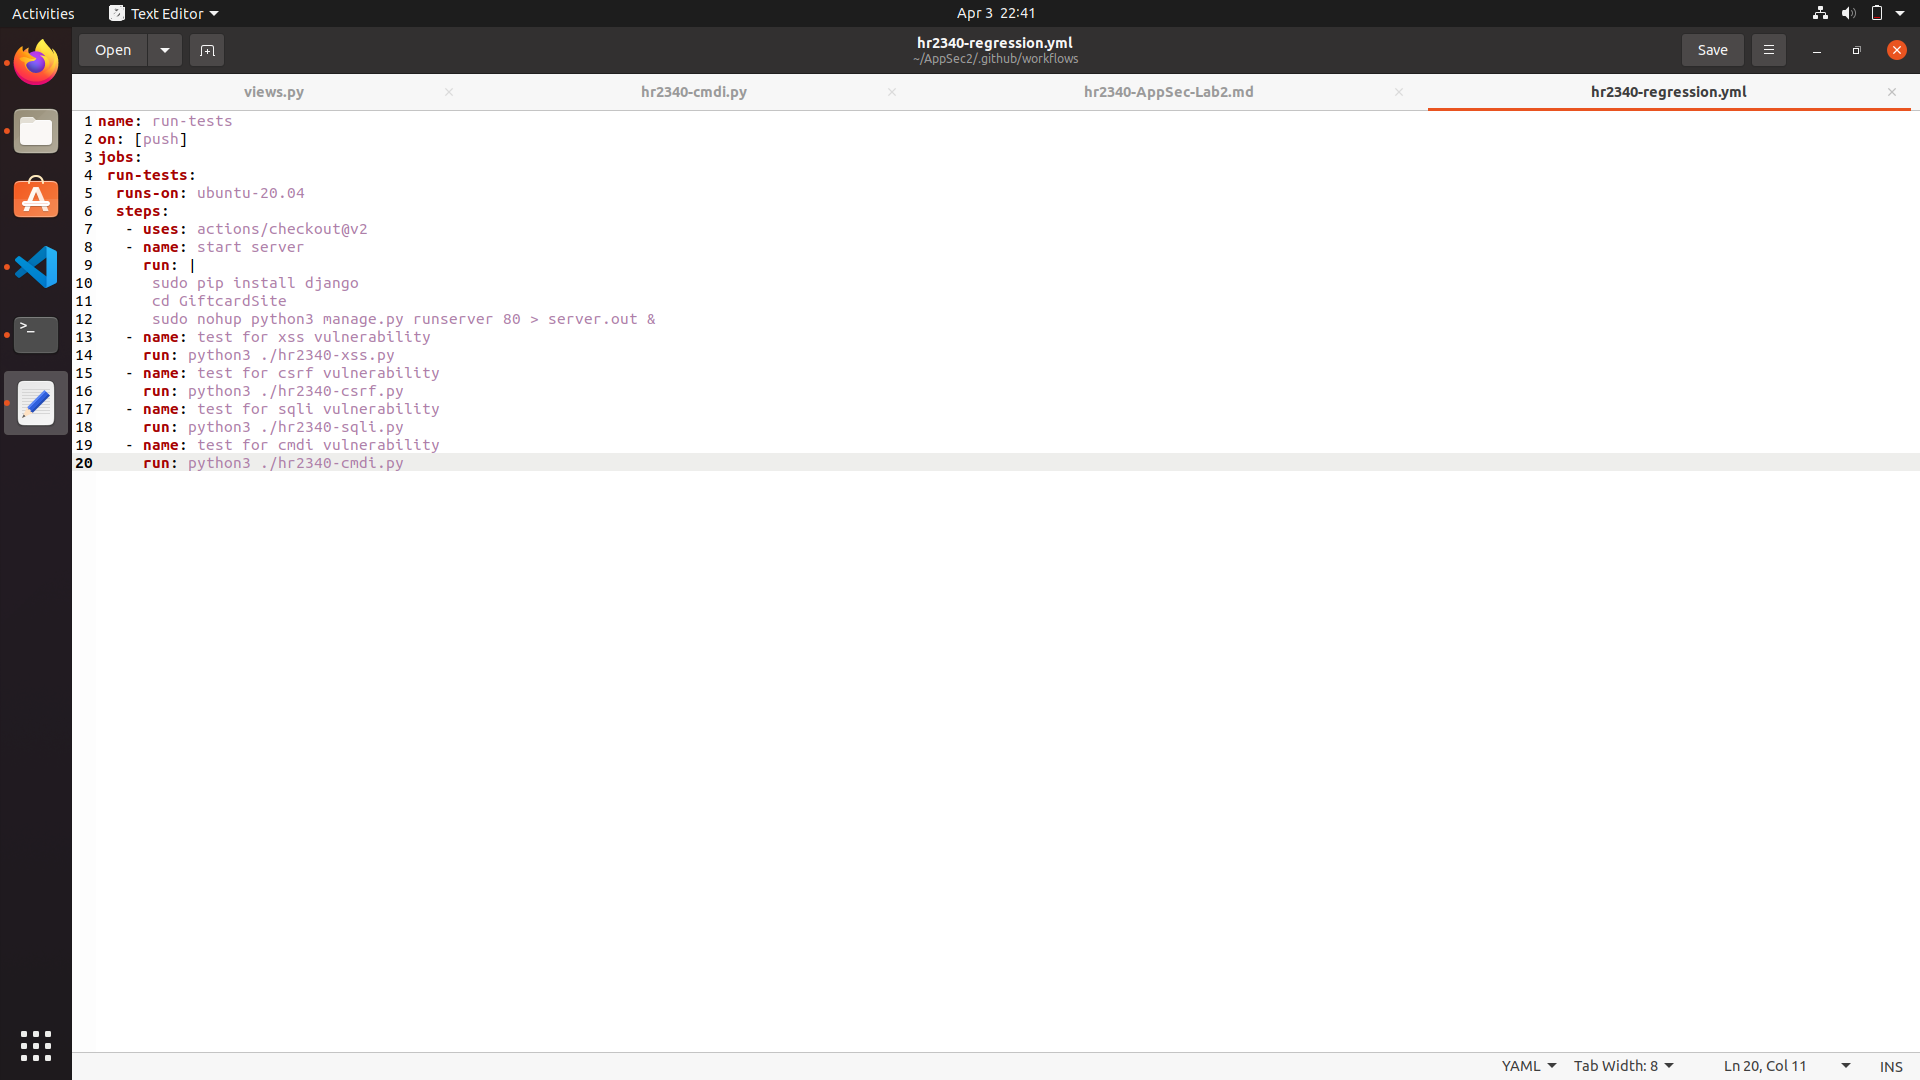 Activities
Text Editor
Apr 3 22:41
Open
hr2340-regression.yml
~/AppSec2/.github/workflows
Save
views.py
hr2340-cmdi.py
hr2340-AppSec-Lab2.md
hr2340-regression.yml
1 name: run-tests
2 on: [push]
3 jobs:
4  run-tests:
5   runs-on: ubuntu-20.04
6   steps:
7    - uses: actions/checkout@v2
8    - name: start server
9      run: |
10       sudo pip install django
11       cd GiftcardSite
12       sudo nohup python3 manage.py runserver 80 > server.out &
13    - name: test for xss vulnerability
14      run: python3 ./hr2340-xss.py
15    - name: test for csrf vulnerability
16      run: python3 ./hr2340-csrf.py
17    - name: test for sqli vulnerability
18      run: python3 ./hr2340-sqli.py
19    - name: test for cmdi vulnerability
20      run: python3 ./hr2340-cmdi.py
YAML
Tab Width: 8
Ln 20, Col 11
INS